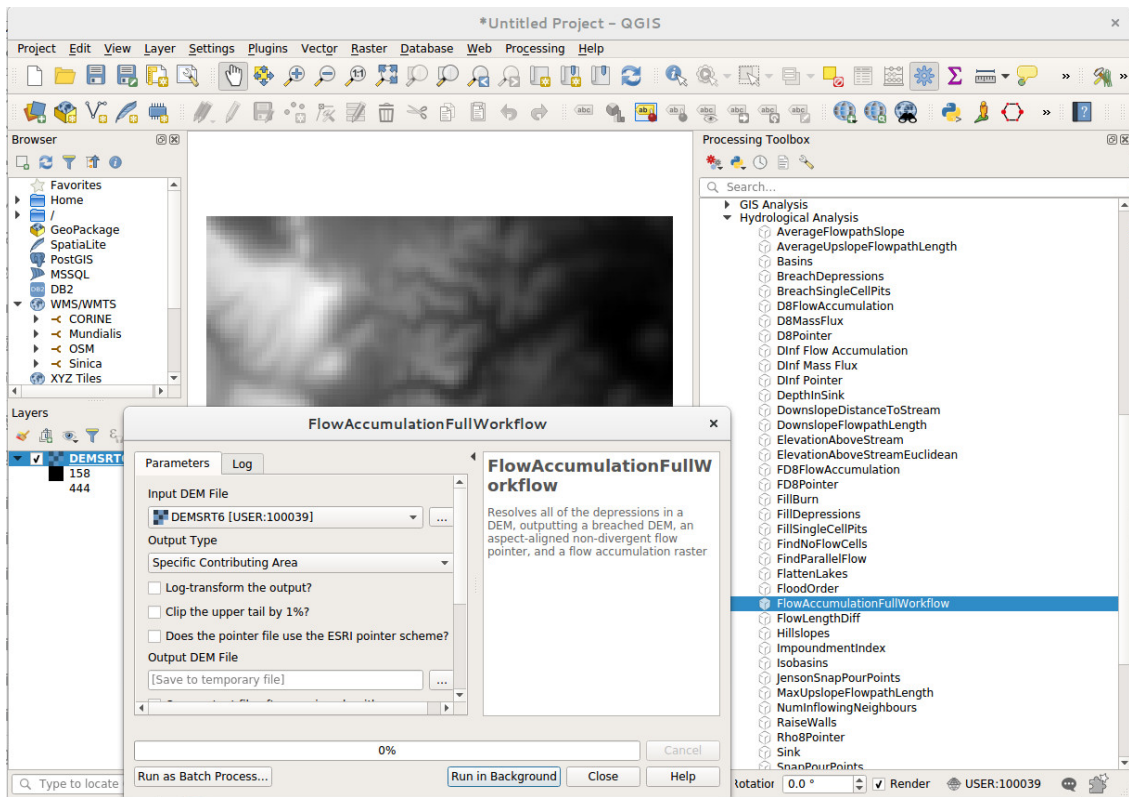 *Untitled Project - QGIS
Project Edit View Layer Settings Plugins Vector Raster Database Web Processing Help
Browser
Favorites
Home
/
GeoPackage
SpatiaLite
PostGIS
MSSQL
DB2
WMS/WMTS
CORINE
Mundialis
OSM
Sinica
XYZ Tiles
Layers
DEMSRT6
158
444
Processing Toolbox
Search...
GIS Analysis
Hydrological Analysis
AverageFlowpathSlope
AverageUpslopeFlowpathLength
Basins
BreachDepressions
BreachSingleCellPits
D8FlowAccumulation
D8MassFlux
D8Pointer
DInf Flow Accumulation
DInf Mass Flux
DInf Pointer
DepthInSink
DownslopeDistanceToStream
DownslopeFlowpathLength
ElevationAboveStream
ElevationAboveStreamEuclidean
FD8FlowAccumulation
FD8Pointer
FillBurn
FillDepressions
FillSingleCellPits
FindNoFlowCells
FindParallelFlow
FlattenLakes
FloodOrder
FlowAccumulationFullWorkflow
FlowLengthDiff
Hillslopes
ImpoundmentIndex
Isobasins
JensonSnapPourPoints
MaxUpslopeFlowpathLength
NumInflowingNeighbours
RaiseWalls
Rho8Pointer
Sink
SnapPourPoints
FlowAccumulationFullWorkflow
Parameters Log
Input DEM File
DEMSRT6 [USER:100039]
...
Output Type
Specific Contributing Area
Log-transform the output?
Clip the upper tail by 1%?
Does the pointer file use the ESRI pointer scheme?
Output DEM File
[Save to temporary file]
...
FlowAccumulationFullW
orkflow
Resolves all of the depressions in a
DEM, outputting a breached DEM, an
aspect-aligned non-divergent flow
pointer, and a flow accumulation raster
0%
Cancel
Run as Batch Process... Run in Background Close Help
Type to locate
Rotation 0.0 ° Render USER:100039